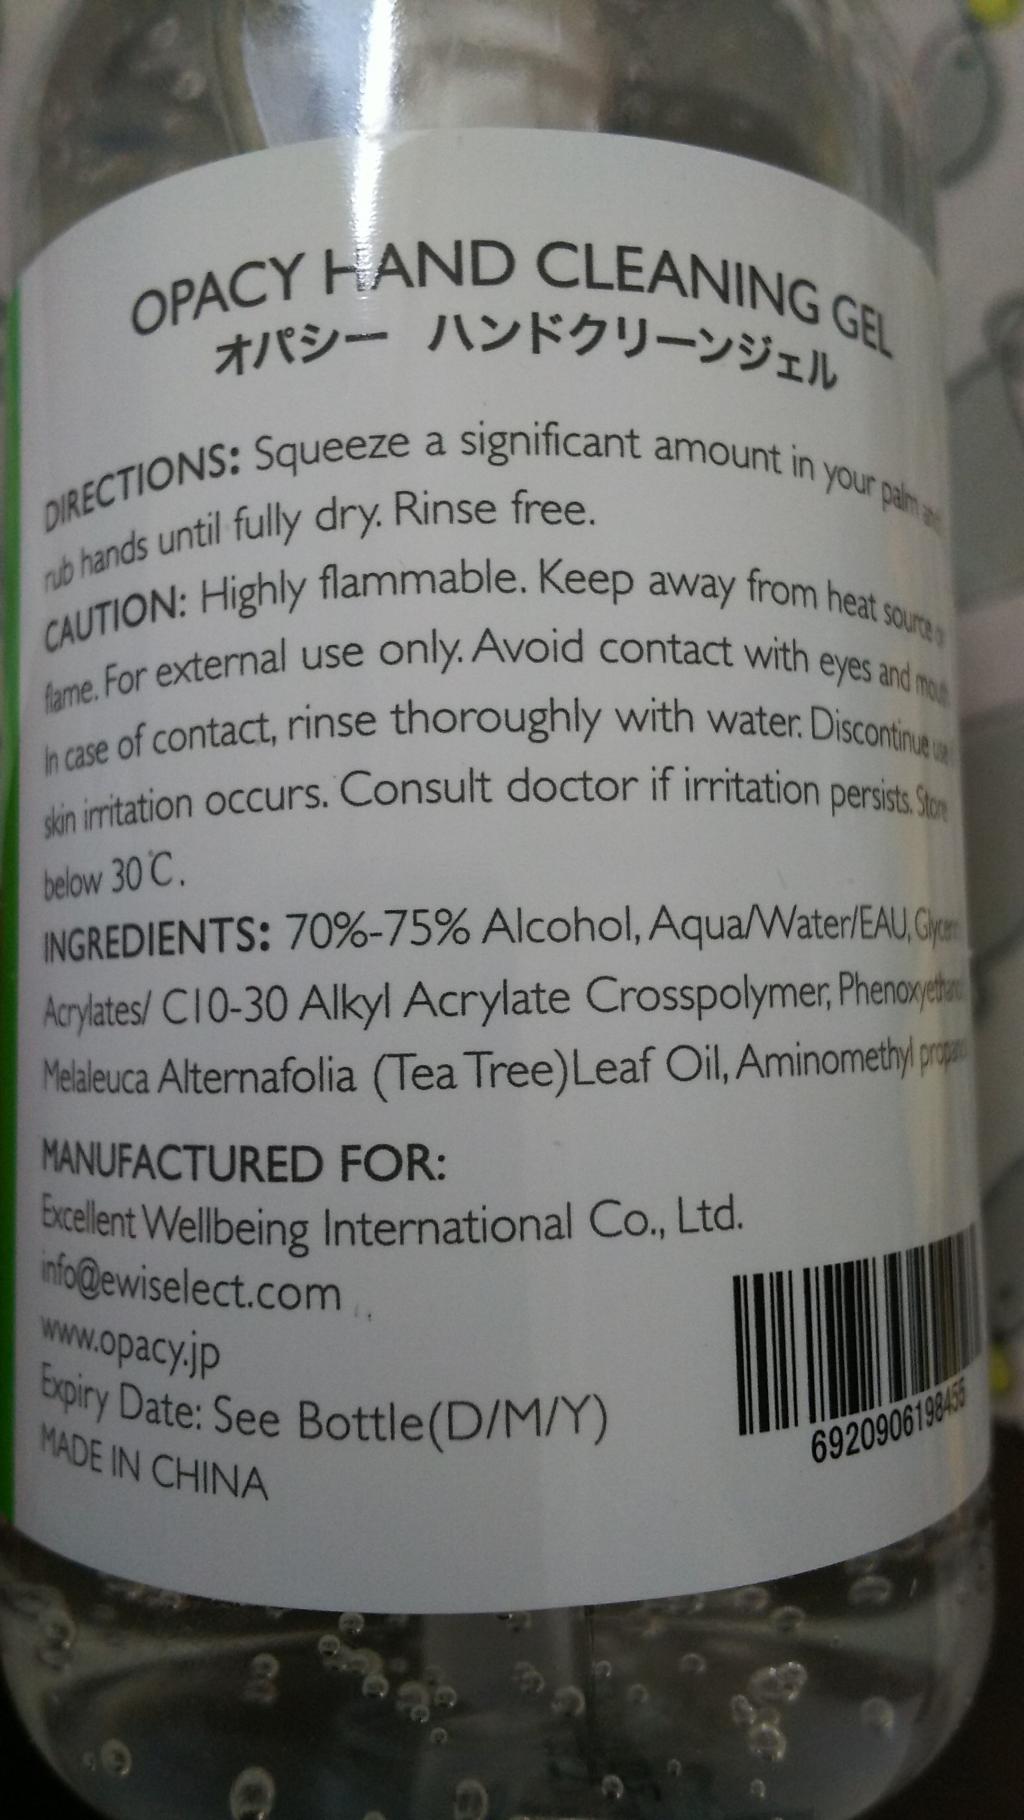 OPACY HAND CLEANING GEL
オパシー ハンドクリーンジェル
DIRECTIONS: Squeeze a significant amount in your palm and
rub hands until fully dry. Rinse free.
CAUTION: Highly flammable. Keep away from heat source or
flame. For external use only. Avoid contact with eyes and
In case of contact, rinse thoroughly with water. Discontinue use
skin irritation occurs. Consult doctor if irritation persists. Store
below 30℃.
INGREDIENTS: 70%-75% Alcohol, Aqua/Water/EAU,
Acrylates/ C10-30 Alkyl Acrylate Crosspolymer,
Melaleuca Alternafolia (Tea Tree)Leaf Oil, Aminomethyl
MANUFACTURED FOR:
Excellent Wellbeing International Co., Ltd.
info@ewiselect.com
www.opacy.jp
Expiry Date: See Bottle(D/M/Y)
MADE IN CHINA
6920906198455